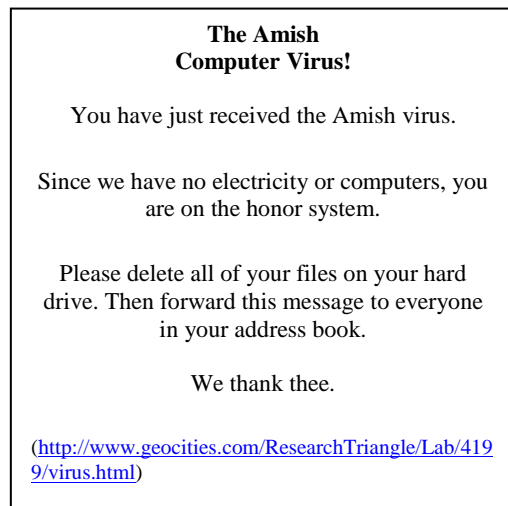 The Amish
Computer Virus!
You have just received the Amish virus.
Since we have no electricity or computers, you
are on the honor system.
Please delete all of your files on your hard
drive. Then forward this message to everyone
in your address book.
We thank thee.
(http://www.geocities.com/ResearchTriangle/Lab/419
9/virus.html)